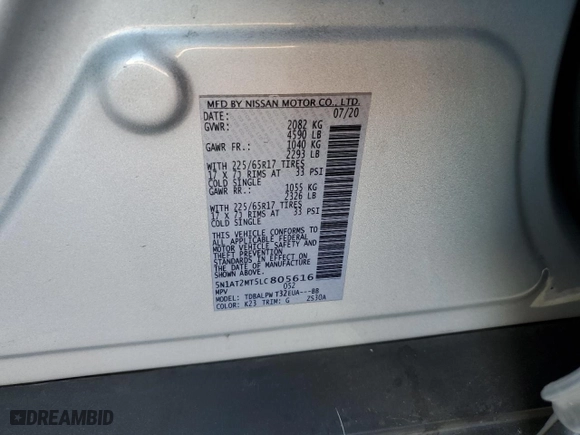 MFD BY NISSAN MOTOR CO., LTD.
DATE: 07/20
GVWR: 2082 KG
4590 LB
GAWR FR.: 1040 KG
2293 LB
WITH 225/65R17 TIRES
17 X 7J RIMS AT 33 PSI
COLD SINGLE
GAWR RR.: 1055 KG
2326 LB
WITH 225/65R17 TIRES
17 X 7J RIMS AT 33 PSI
COLD SINGLE
THIS VEHICLE CONFORMS TO
ALL APPLICABLE FEDERAL
MOTOR VEHICLE SAFETY AND
THEFT PREVENTION
STANDARDS IN EFFECT ON
THE DATE OF MANUFACTURE
SHOWN ABOVE.
5N1AT2MT5LC805616
MPV 052
MODEL: TDBALPW T32EUA---BB
COLOR: K23 TRIM: G 2530A
DREAMBID